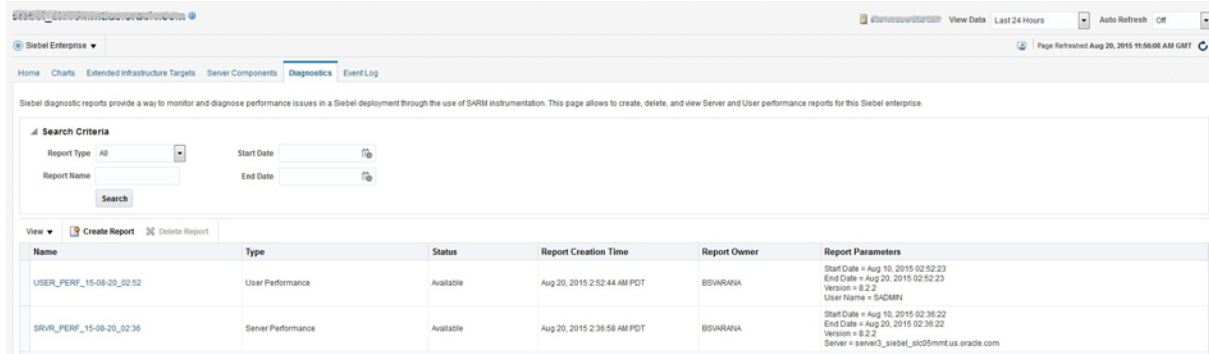 View Data Last 24 Hours Auto Refresh Off
Siebel Enterprise Page Refreshed Aug 20, 2015 11:56:08 AM GMT
Home Charts Extended Infrastructure Targets Server Components Diagnostics Event Log
Siebel diagnostic reports provide a way to monitor and diagnose performance issues in a Siebel deployment through the use of SARM instrumentation. This page allows to create, delete, and view Server and User performance reports for this Siebel enterprise.
Search Criteria
Report Type All Start Date
Report Name End Date
Search
View Create Report Delete Report
Name Type Status Report Creation Time Report Owner Report Parameters
USER_PERF_15-08-20_02:52 User Performance Available Aug 20, 2015 2:52:44 AM PDT BSVARANA
Start Date = Aug 10, 2015 02:52:23
End Date = Aug 20, 2015 02:52:23
Version = 8.2.2
User Name = SADMIN
SRVR_PERF_15-08-20_02:36 Server Performance Available Aug 20, 2015 2:36:58 AM PDT BSVARANA
Start Date = Aug 10, 2015 02:36:22
End Date = Aug 20, 2015 02:36:22
Version = 8.2.2
Server = server3_siebel_slc05mmt.us.oracle.com